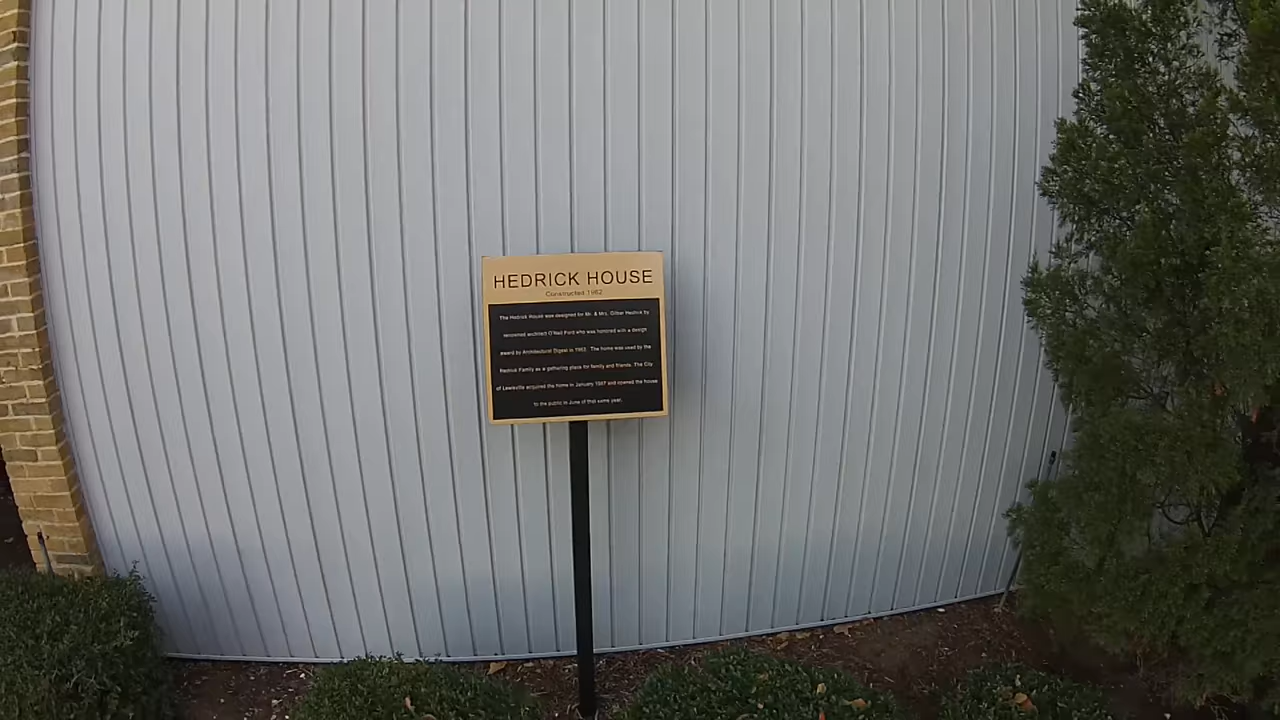 HEDRICK HOUSE
Constructed 1962
The Hedrick House was designed for Mr. & Mrs. Gilber Hedrick by
renowned architect O'Neil Ford who was honored with a design
award by Architectural Digest in 1963. The home was used by the
Hedrick Family as a gathering place for family and friends. The City
of Lewisville acquired the home in January 1997 and opened the house
to the public in June of that same year.